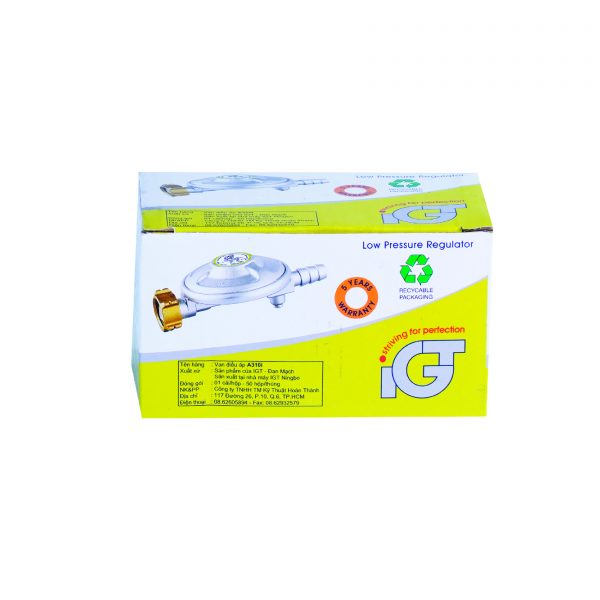 Low Pressure Regulator
striving for perfection
IGT
Low Pressure Regulator
5 YEARS
WARRANTY
RECYCABLE
PACKAGING
striving for perfection
IGT
Tên hàng : Van điều áp A310i
Xuất xứ : Sản phẩm của IGT - Đan Mạch
Sản xuất tại nhà máy IGT Ningbo
Đóng gói : 01 cái/hộp - 50 hộp/thùng
NK&PP : Công ty TNHH TM Kỹ Thuật Hoàn Thành
Địa chỉ : 117 Đường 26, P.10, Q.6, TP.HCM
Điện thoại : 08.62605894 - Fax: 08.62932579